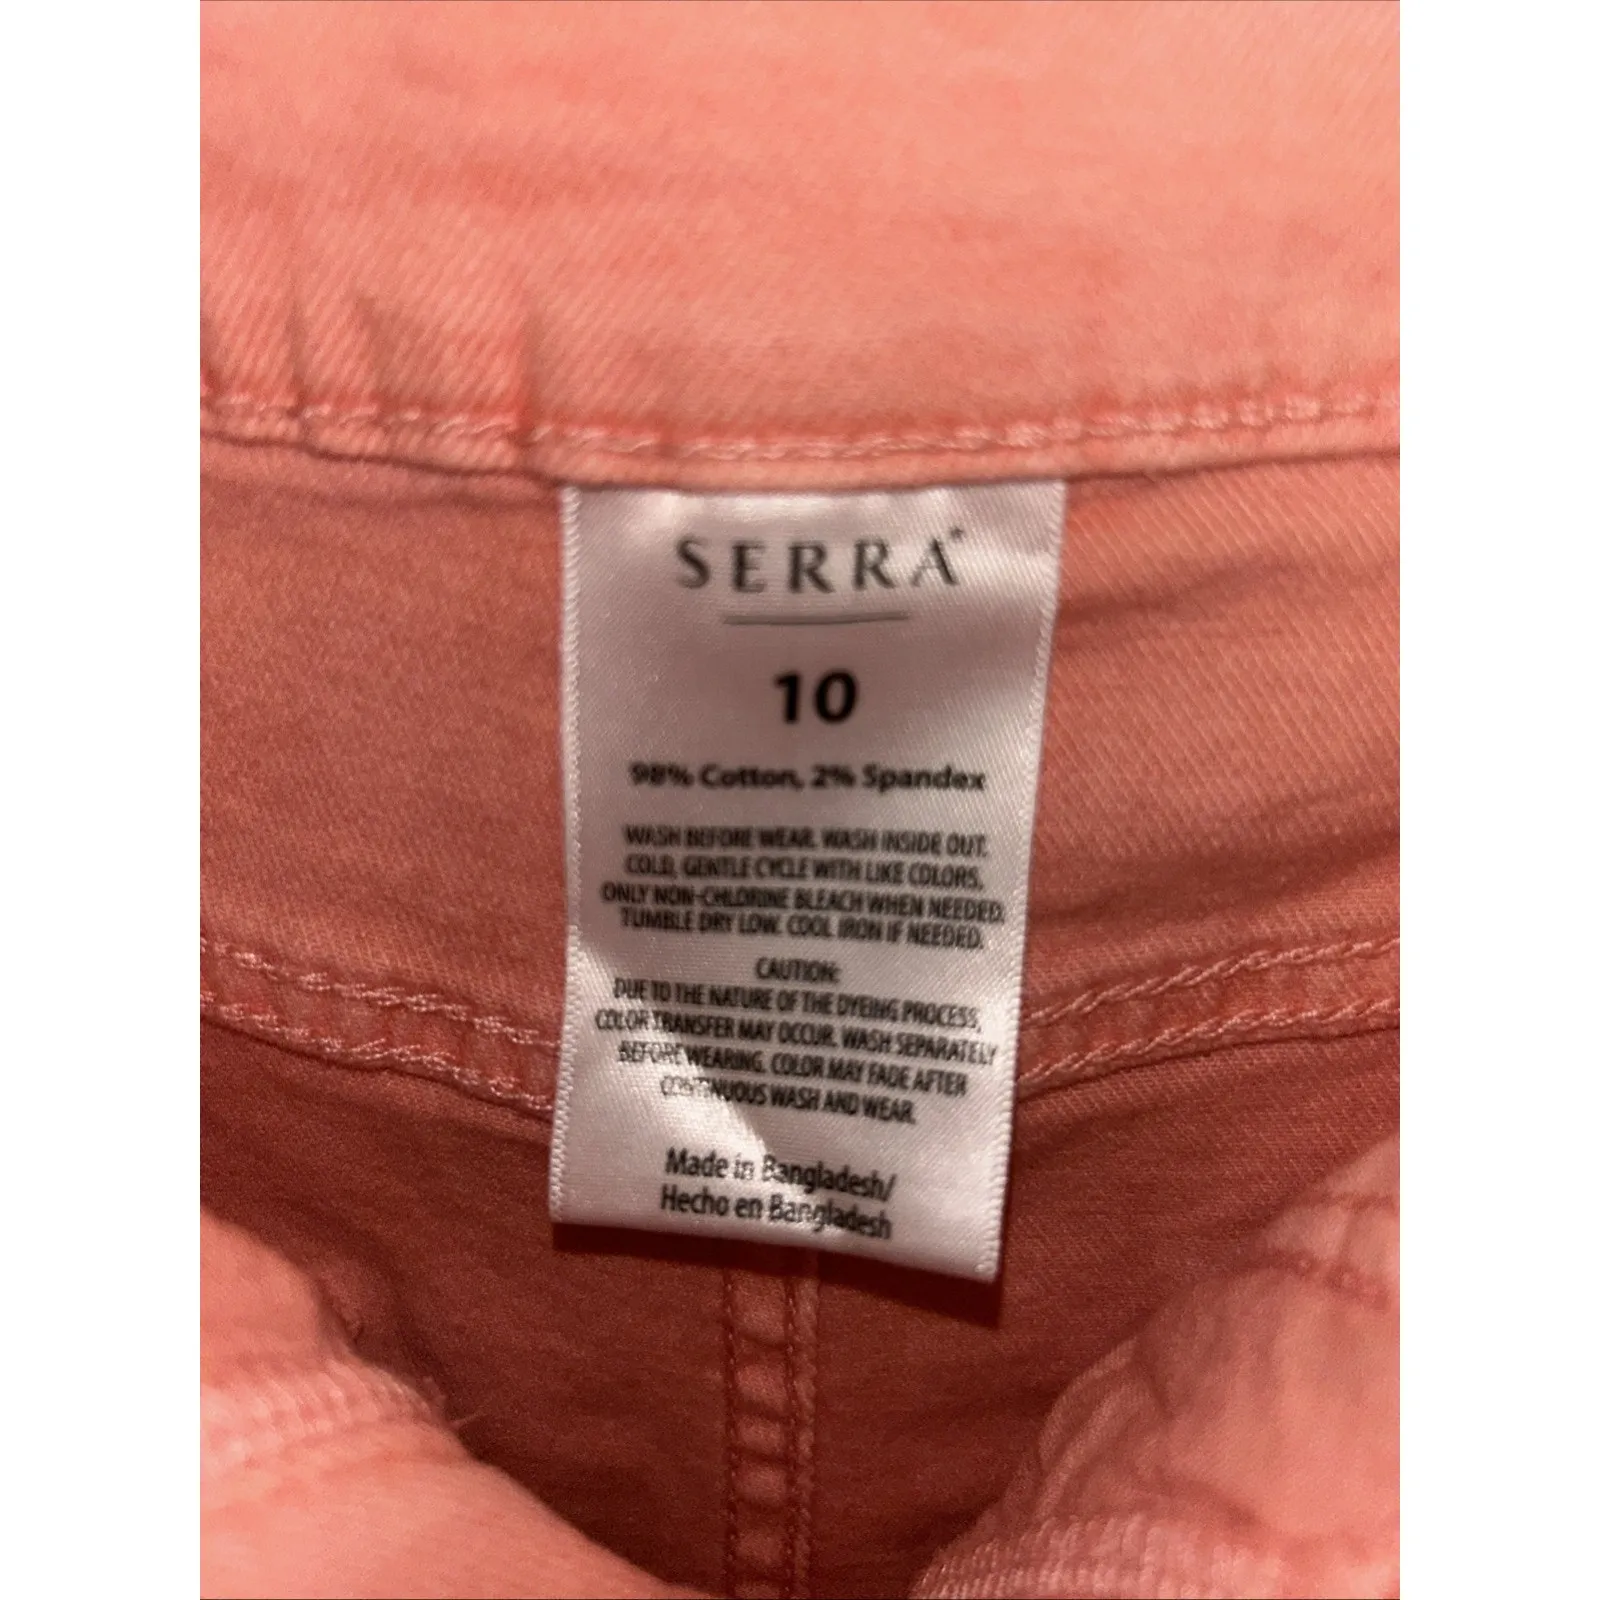 SERRA®
10
98% Cotton, 2% Spandex
WASH BEFORE WEAR. WASH INSIDE OUT.
COLD, GENTLE CYCLE WITH LIKE COLORS.
ONLY NON-CHLORINE BLEACH WHEN NEEDED.
TUMBLE DRY LOW. COOL IRON IF NEEDED.
CAUTION:
DUE TO THE NATURE OF THE DYEING PROCESS,
COLOR TRANSFER MAY OCCUR. WASH SEPARATELY
BEFORE WEARING. COLOR MAY FADE AFTER
CONTINUOUS WASH AND WEAR.
Made in Bangladesh/
Hecho en Bangladesh